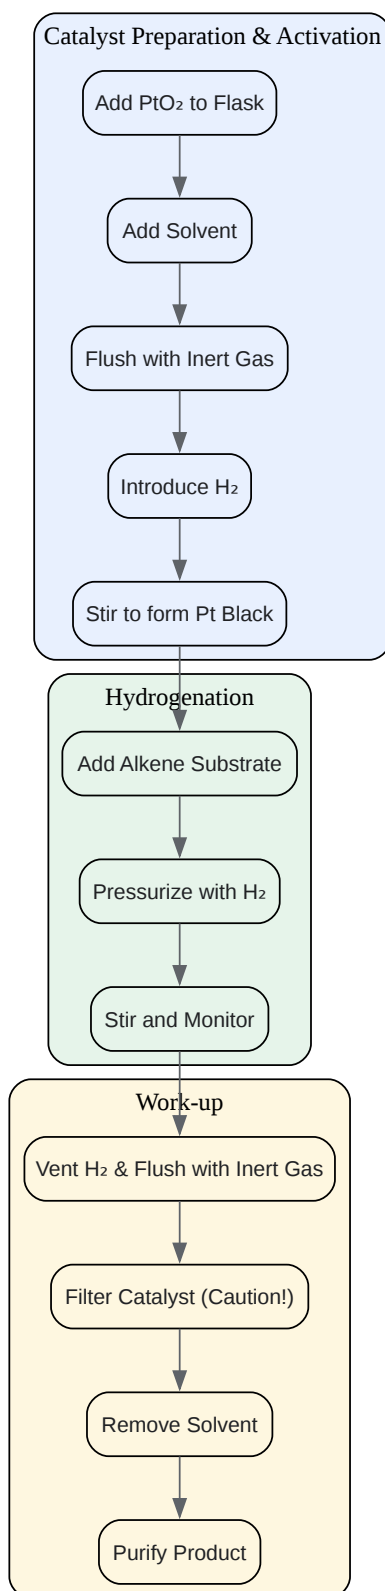 Catalyst Preparation & Activation
Add PtO₂ to Flask
Add Solvent
Flush with Inert Gas
Introduce H₂
Stir to form Pt Black
Hydrogenation
Add Alkene Substrate
Pressurize with H₂
Stir and Monitor
Work-up
Vent H₂ & Flush with Inert Gas
Filter Catalyst (Caution!)
Remove Solvent
Purify Product